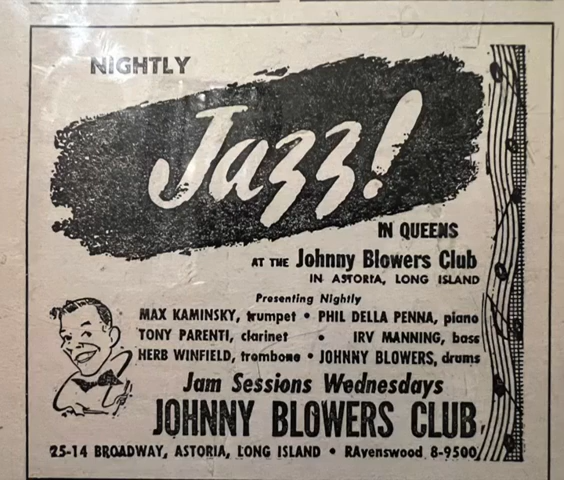 NIGHTLY
Jazz!
IN QUEENS
AT THE Johnny Blowers Club
IN ASTORIA, LONG ISLAND
Presenting Nightly
MAX KAMINSKY, trumpet • PHIL DELLA PENNA, piano
TONY PARENTI, clarinet • IRV MANNING, bass
HERB WINFIELD, trombone • JOHNNY BLOWERS, drums
Jam Sessions Wednesdays
JOHNNY BLOWERS CLUB,
25-14 BROADWAY, ASTORIA, LONG ISLAND • RAvenswood 8-9500